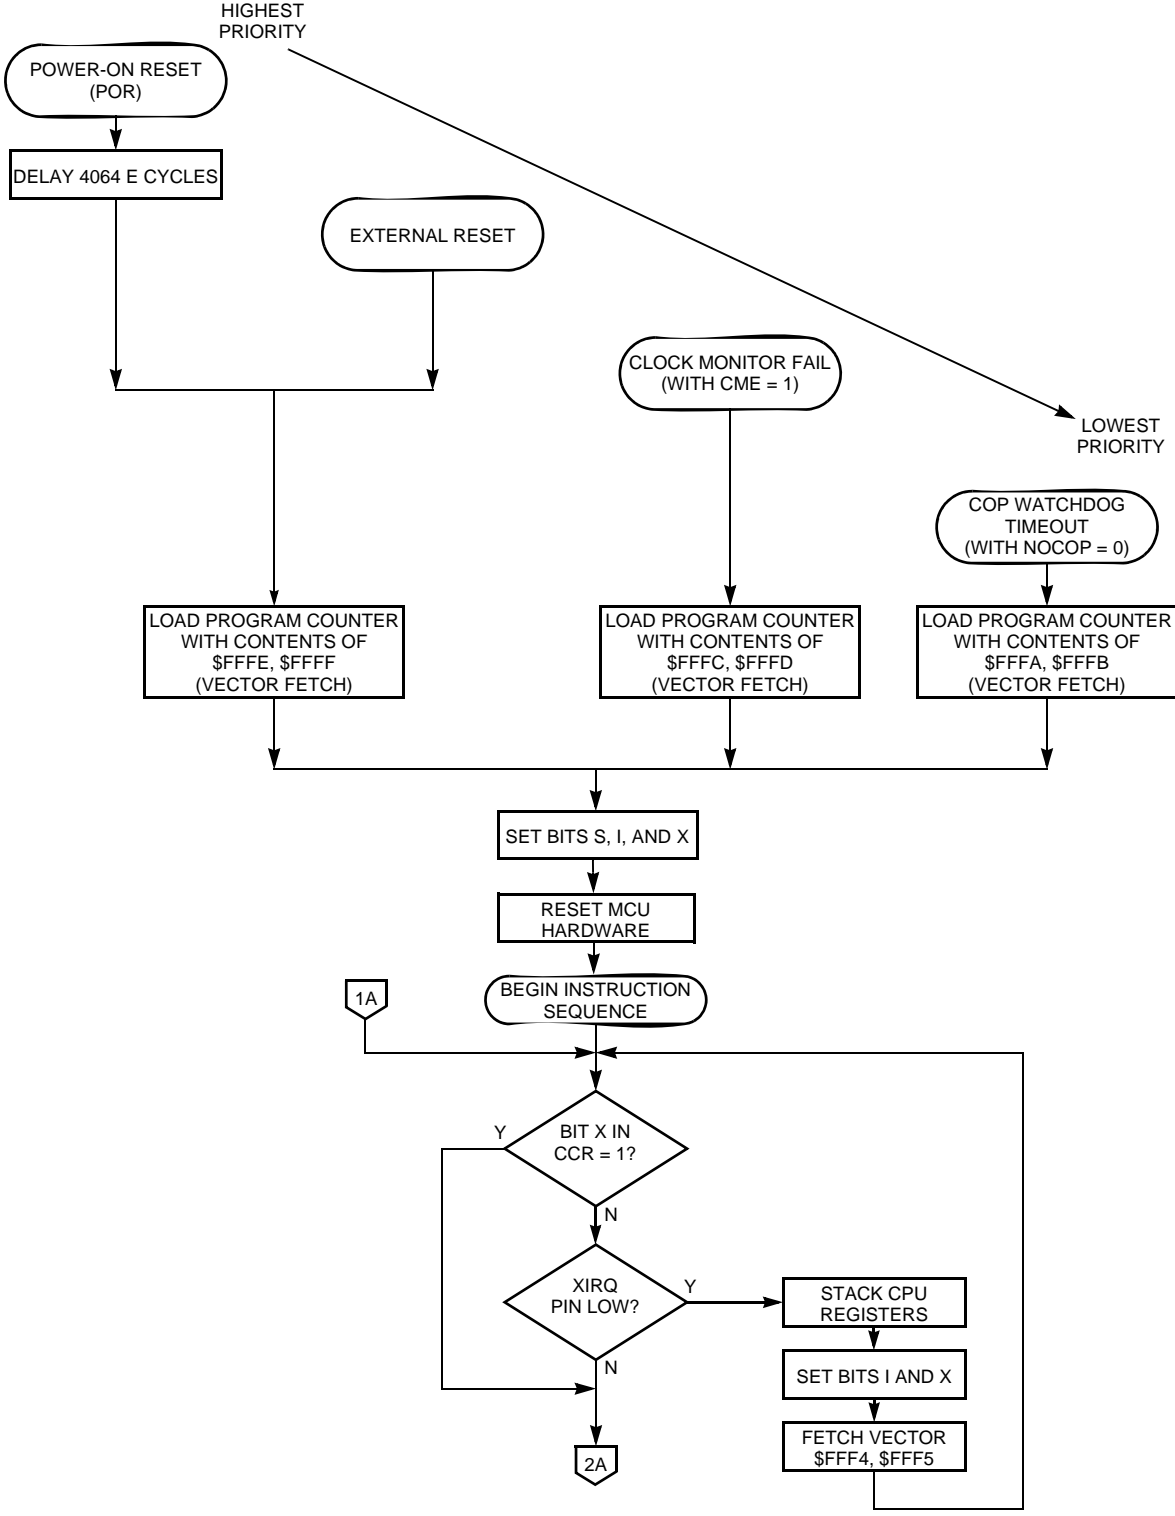 HIGHEST
PRIORITY
POWER-ON RESET
(POR)
DELAY 4064 E CYCLES
EXTERNAL RESET
CLOCK MONITOR FAIL
(WITH CME = 1)
LOWEST
PRIORITY
COP WATCHDOG
TIMEOUT
(WITH NOCOP = 0)
LOAD PROGRAM COUNTER
WITH CONTENTS OF
$FFFE, $FFFF
(VECTOR FETCH)
LOAD PROGRAM COUNTER
WITH CONTENTS OF
$FFFC, $FFFD
(VECTOR FETCH)
LOAD PROGRAM COUNTER
WITH CONTENTS OF
$FFFA, $FFFB
(VECTOR FETCH)
SET BITS S, I, AND X
RESET MCU
HARDWARE
1A
BEGIN INSTRUCTION
SEQUENCE
Y
BIT X IN
CCR = 1?
N
XIRQ
PIN LOW?
Y
STACK CPU
REGISTERS
N
SET BITS I AND X
FETCH VECTOR
$FFF4, $FFF5
2A